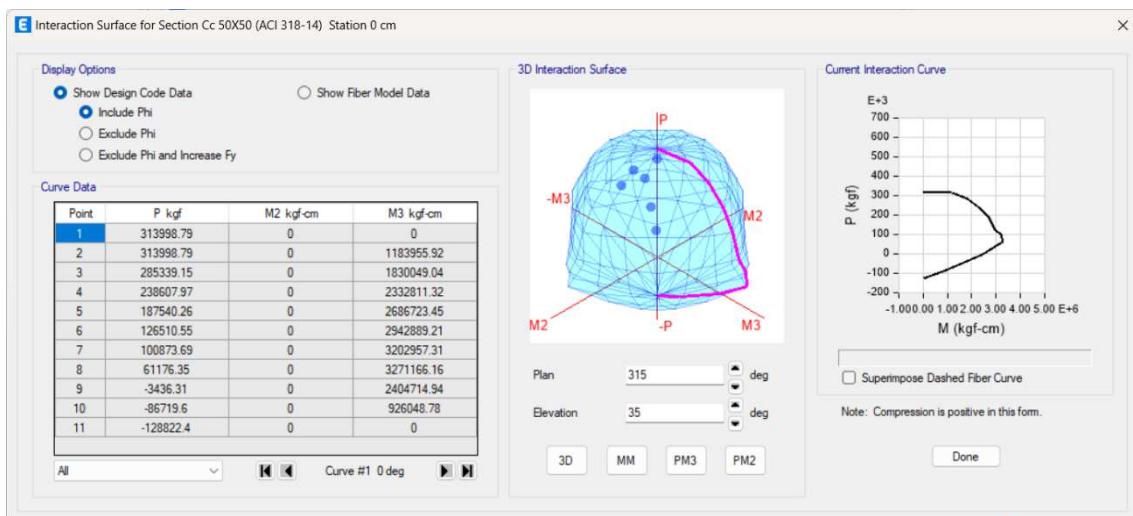 E Interaction Surface for Section Cc 50X50 (ACI 318-14) Station 0 cm
Display Options
Show Design Code Data Show Fiber Model Data
Include Phi
Exclude Phi
Exclude Phi and Increase Fy
Curve Data
Point P kgf M2 kgf-cm M3 kgf-cm
1 313998.79 0 0
2 313998.79 0 1183955.92
3 285339.15 0 1830049.04
4 238607.97 0 2332811.32
5 187540.26 0 2686723.45
6 126510.55 0 2942889.21
7 100873.69 0 3202957.31
8 61176.35 0 3271166.16
9 -3436.31 0 2404714.94
10 -86719.6 0 926048.78
11 -128822.4 0 0
All Curve #1 0 deg
3D Interaction Surface
P
-M3 M2
M2 -P M3
Plan 315 deg
Elevation 35 deg
3D MM PM3 PM2
Current Interaction Curve
E+3
700
600
500
400
300
200
100
0
-100
-200
P (kgf)
-1.00 0.00 1.00 2.00 3.00 4.00 5.00 E+6
M (kgf-cm)
Superimpose Dashed Fiber Curve
Note: Compression is positive in this form.
Done